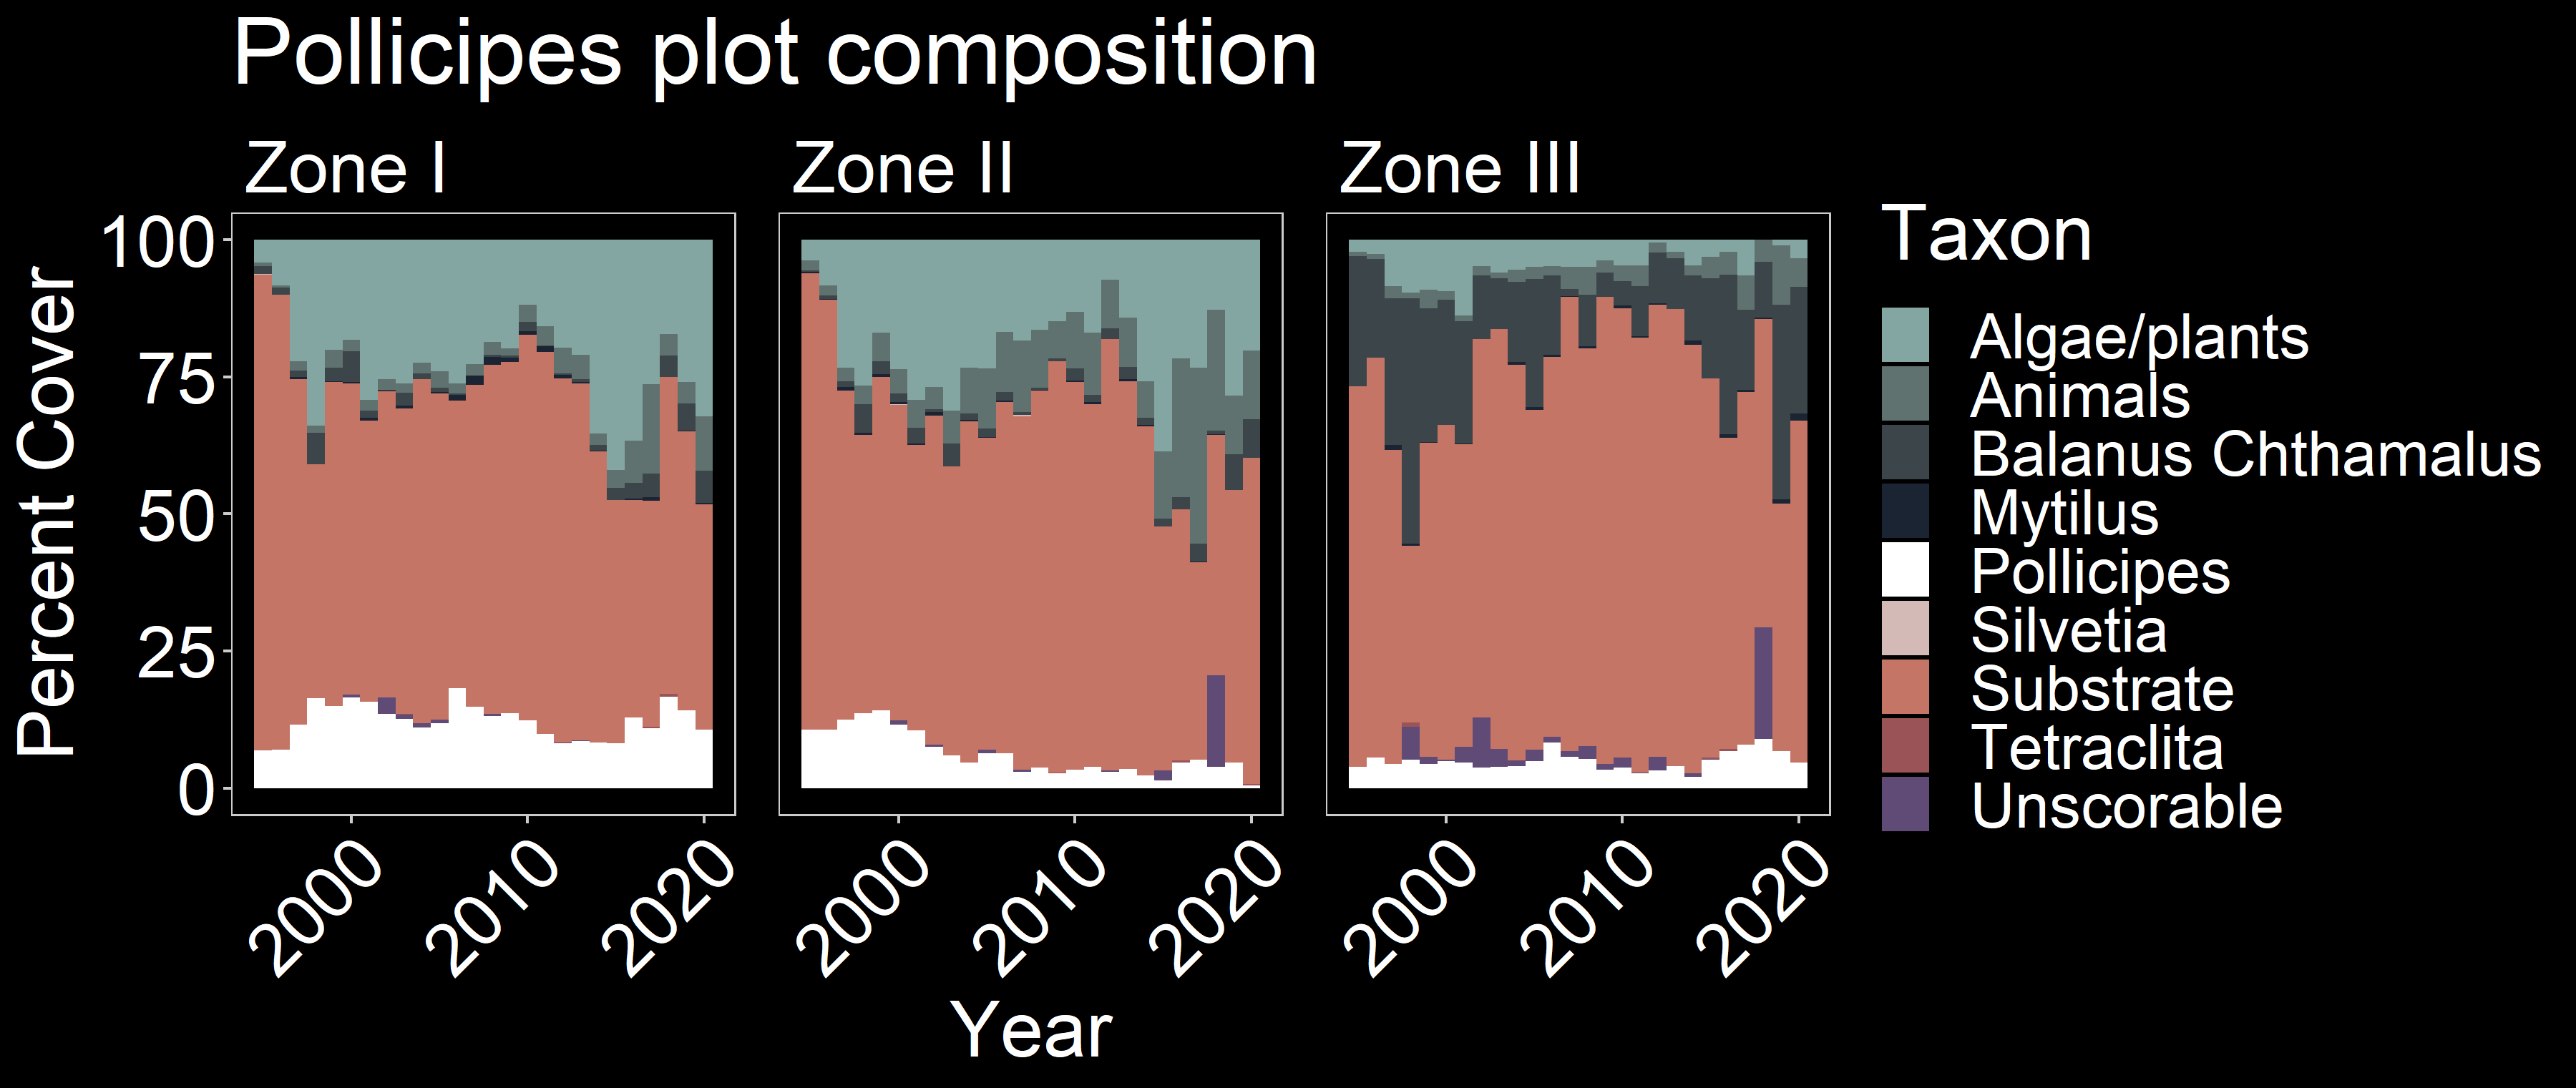 Pollicipes plot composition
Zone I
Zone II
Zone III
Percent Cover
100
75
50
25
0
2000
2010
2020
2000
2010
2020
2000
2010
2020
Year
Taxon
Algae/plants
Animals
Balanus Chthamalus
Mytilus
Pollicipes
Silvetia
Substrate
Tetraclita
Unscorable